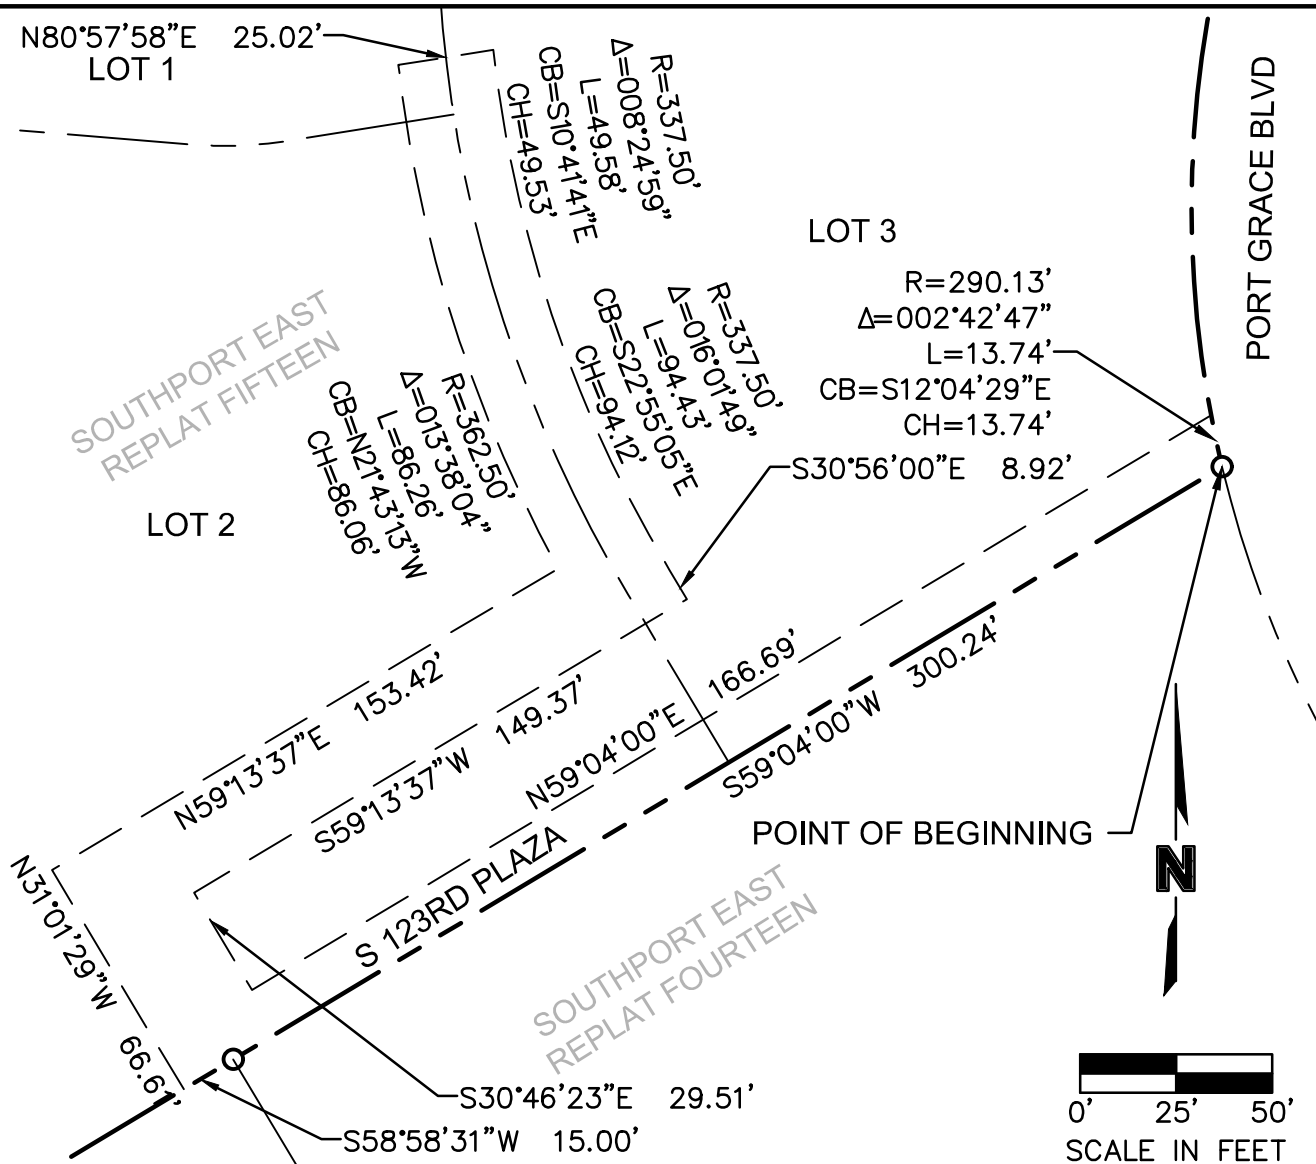 N80°57'58"E 25.02'
LOT 1
R=337.50'
Δ=008°24'59"
L=49.58'
CB=S10°41'41"E
CH=49.53'
PORT GRACE BLVD
LOT 3
R=290.13'
Δ=002°42'47"
L=13.74'
CB=S12°04'29"E
CH=13.74'
R=337.50'
Δ=016°01'49"
L=94.43'
CB=S22°55'05"E
CH=94.12'
SOUTHPORT EAST
REPLAT FIFTEEN
R=362.50'
Δ=013°38'04"
L=86.26'
CB=N21°43'13"W
CH=86.06'
S30°56'00"E 8.92'
LOT 2
N59°13'37"E 153.42'
S59°13'37"W 149.37'
N59°04'00"E 166.69'
S59°04'00"W 300.24'
POINT OF BEGINNING
N
S 123RD PLAZA
N31°01'29"W 66.61'
SOUTHPORT EAST
REPLAT FOURTEEN
S30°46'23"E 29.51'
S58°58'31"W 15.00'
0' 25' 50'
SCALE IN FEET